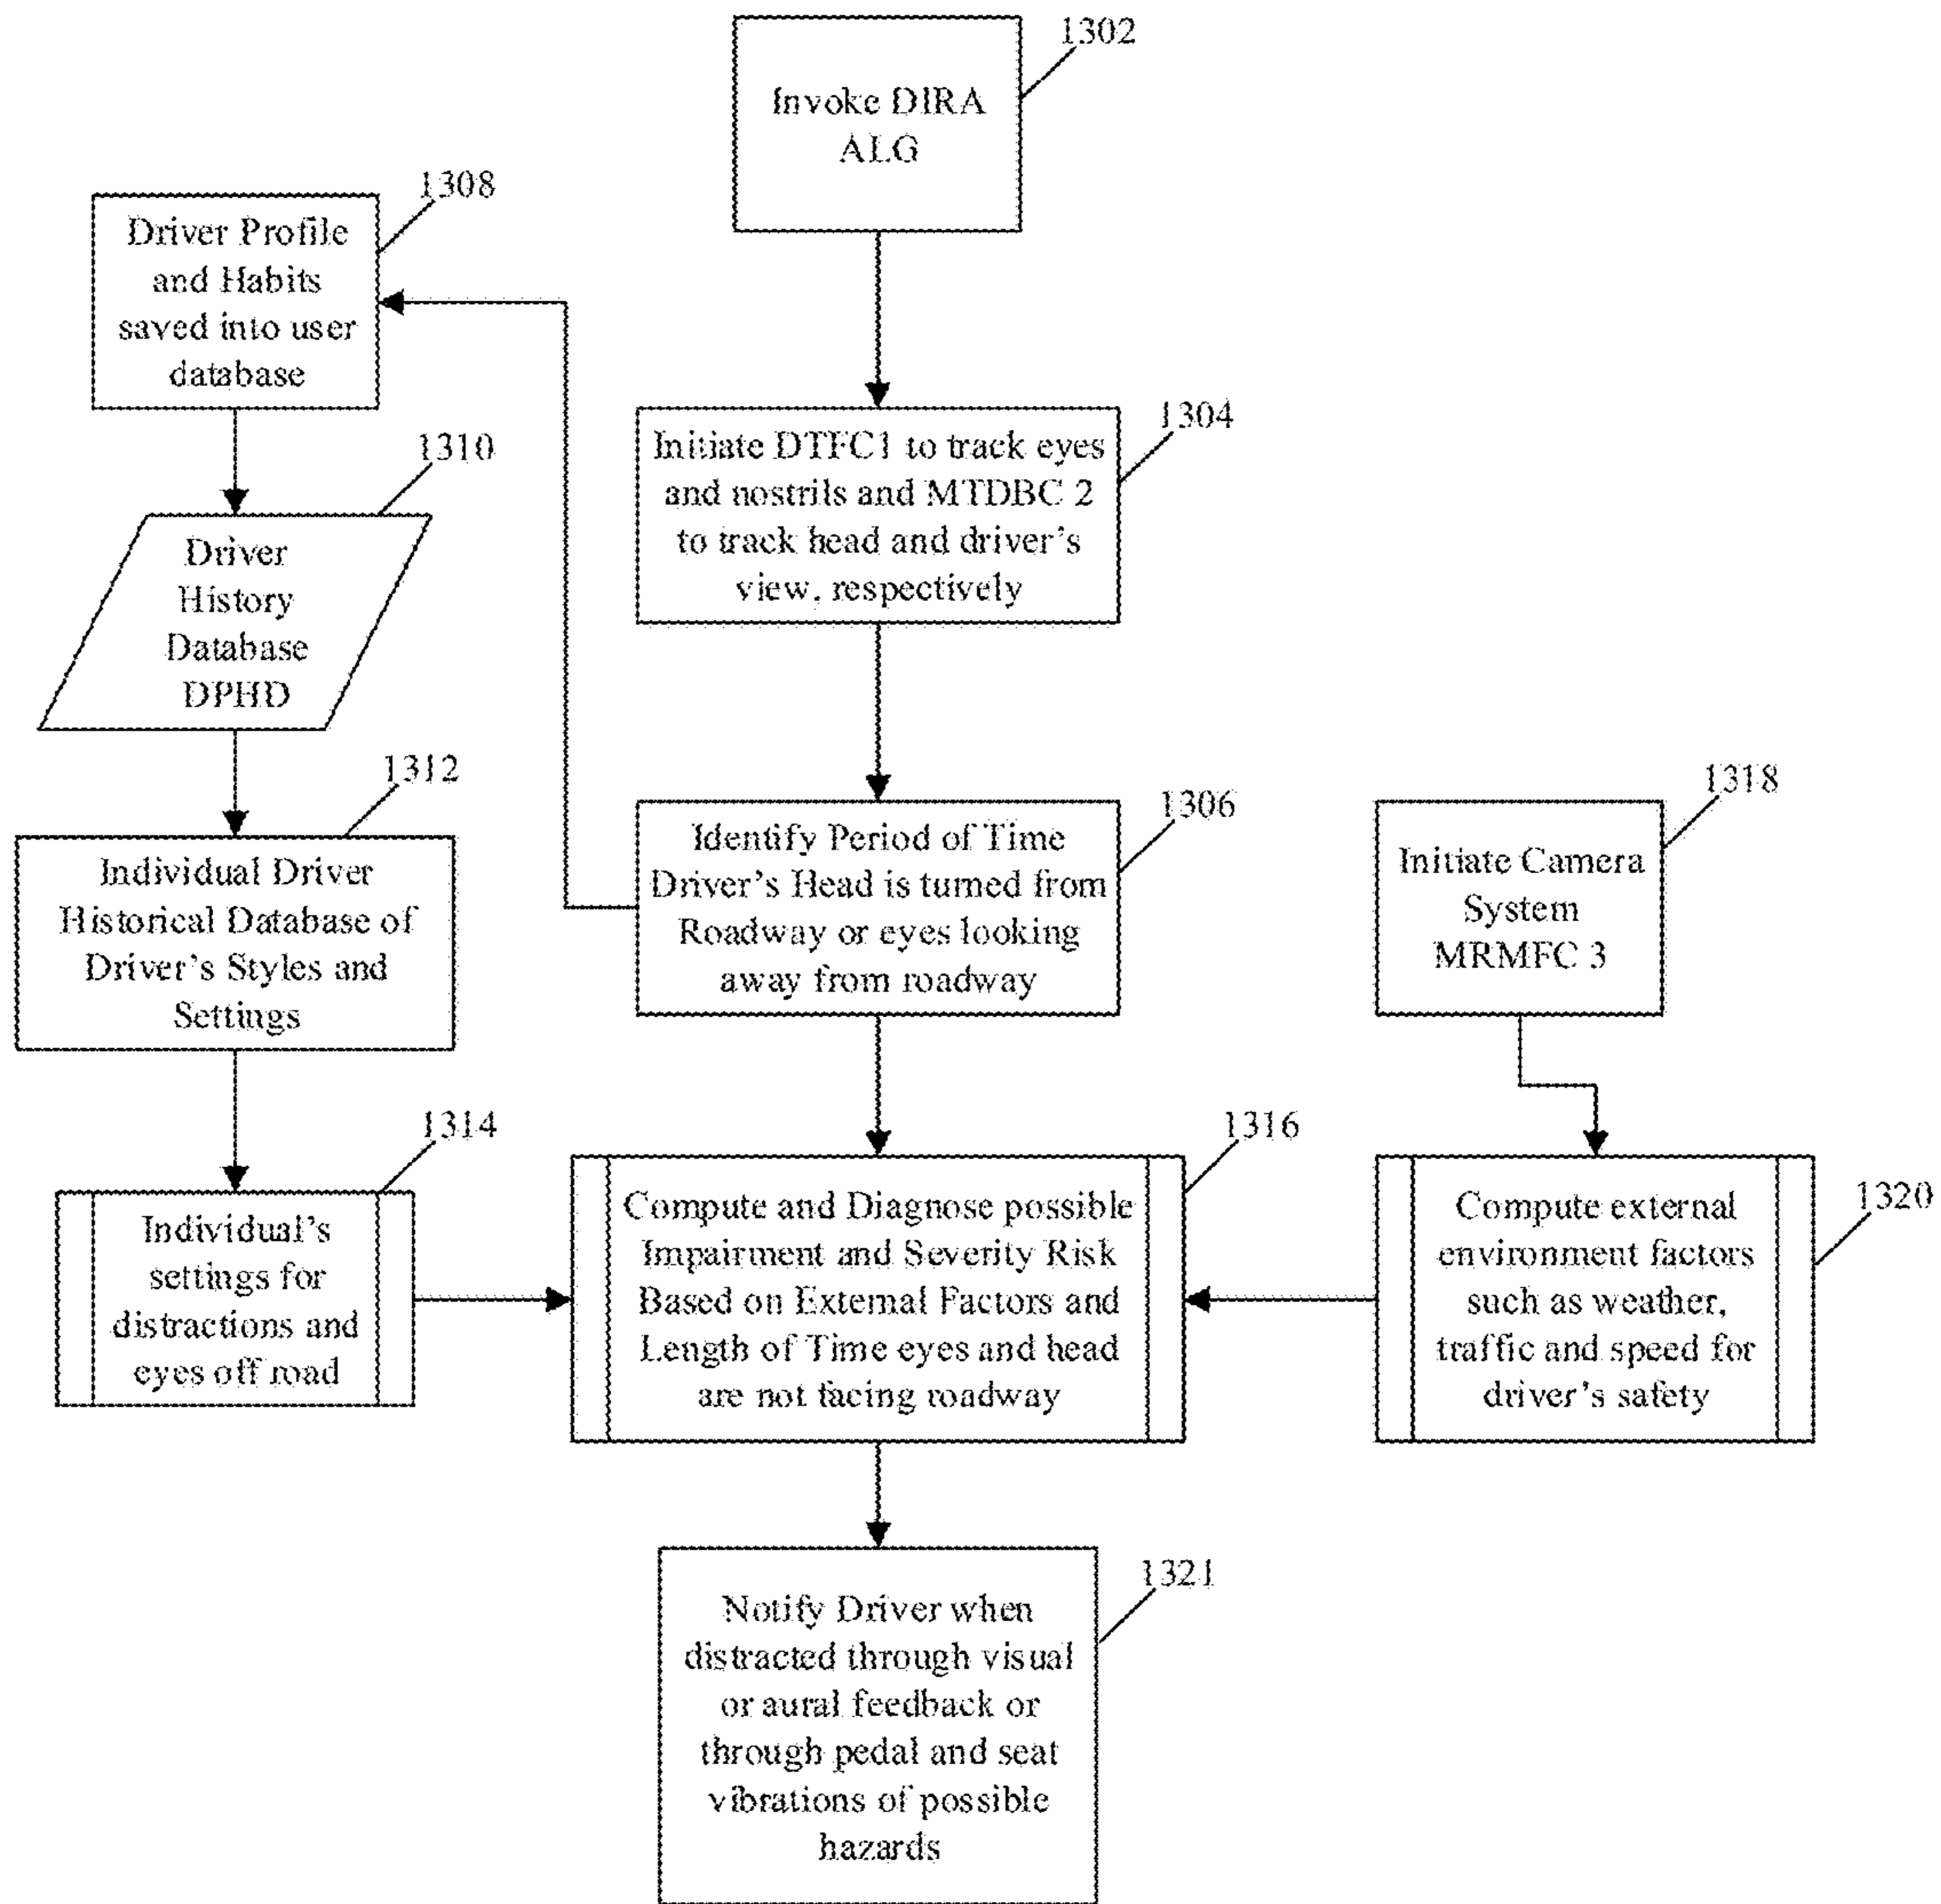 1302
Invoke DIRA
ALG
1308
Driver Profile
and Habits
saved into user
database
1304
Initiate DTFC1 to track eyes
and nostrils and MTDBC 2
to track head and driver's
view, respectively
1310
Driver
History
Database
DPHD
1312
Individual Driver
Historical Database of
Driver's Styles and
Settings
1306
Identify Period of Time
Driver's Head is turned from
Roadway or eyes looking
away from roadway
1318
Initiate Camera
System
MRMFC 3
1314
Individual's
settings for
distractions and
eyes off road
1316
Compute and Diagnose possible
Impairment and Severity Risk
Based on External Factors and
Length of Time eyes and head
are not facing roadway
1320
Compute external
environment factors
such as weather,
traffic and speed for
driver's safety
1321
Notify Driver when
distracted through visual
or aural feedback or
through pedal and seat
vibrations of possible
hazards